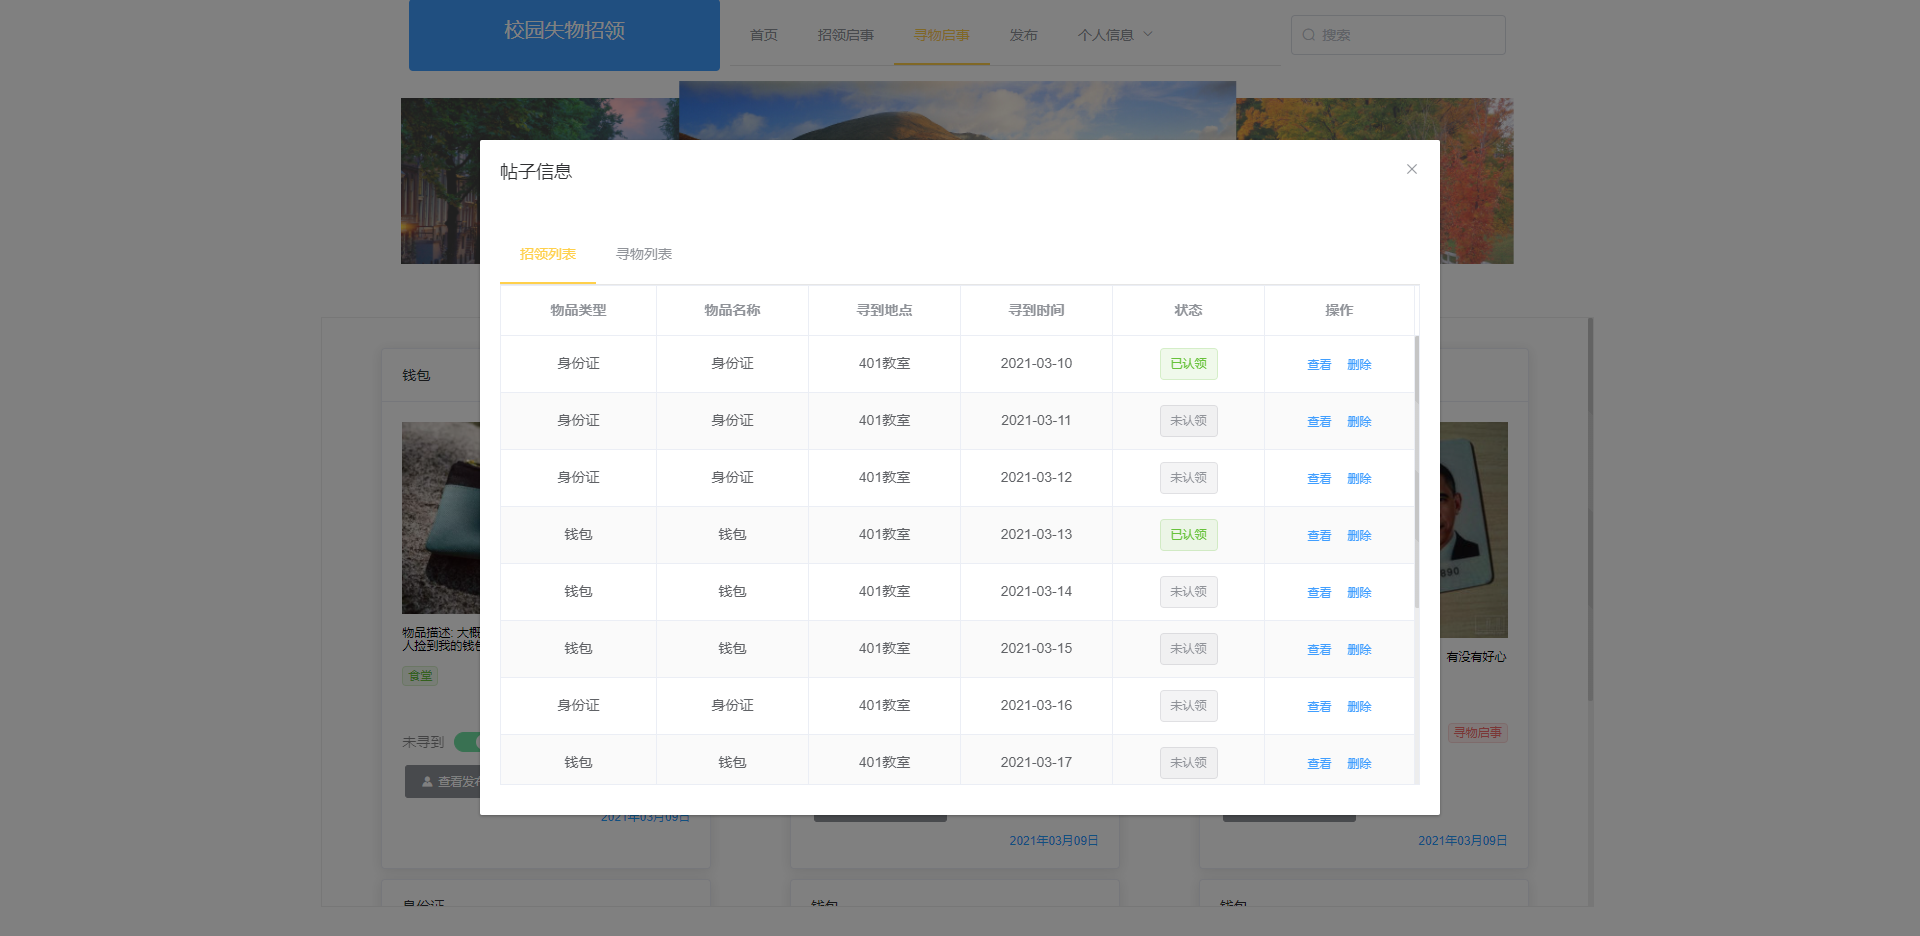 校园失物招领
首页 招领启事 寻物启事 发布 个人信息
搜索
帖子信息
招领列表 寻物列表
物品类型 物品名称 寻到地点 寻到时间 状态 操作
身份证 身份证 401教室 2021-03-10 已认领 查看 删除
身份证 身份证 401教室 2021-03-11 未认领 查看 删除
身份证 身份证 401教室 2021-03-12 未认领 查看 删除
钱包 钱包 401教室 2021-03-13 已认领 查看 删除
钱包 钱包 401教室 2021-03-14 未认领 查看 删除
钱包 钱包 401教室 2021-03-15 未认领 查看 删除
身份证 身份证 401教室 2021-03-16 未认领 查看 删除
钱包 钱包 401教室 2021-03-17 未认领 查看 删除
钱包
物品描述: 大概
人捡到我的钱包
食堂
未寻到
查看发布
2021年03月09日
2021年03月09日
890
有没有好心
寻物启事
2021年03月09日
身份证
钱包
钱包